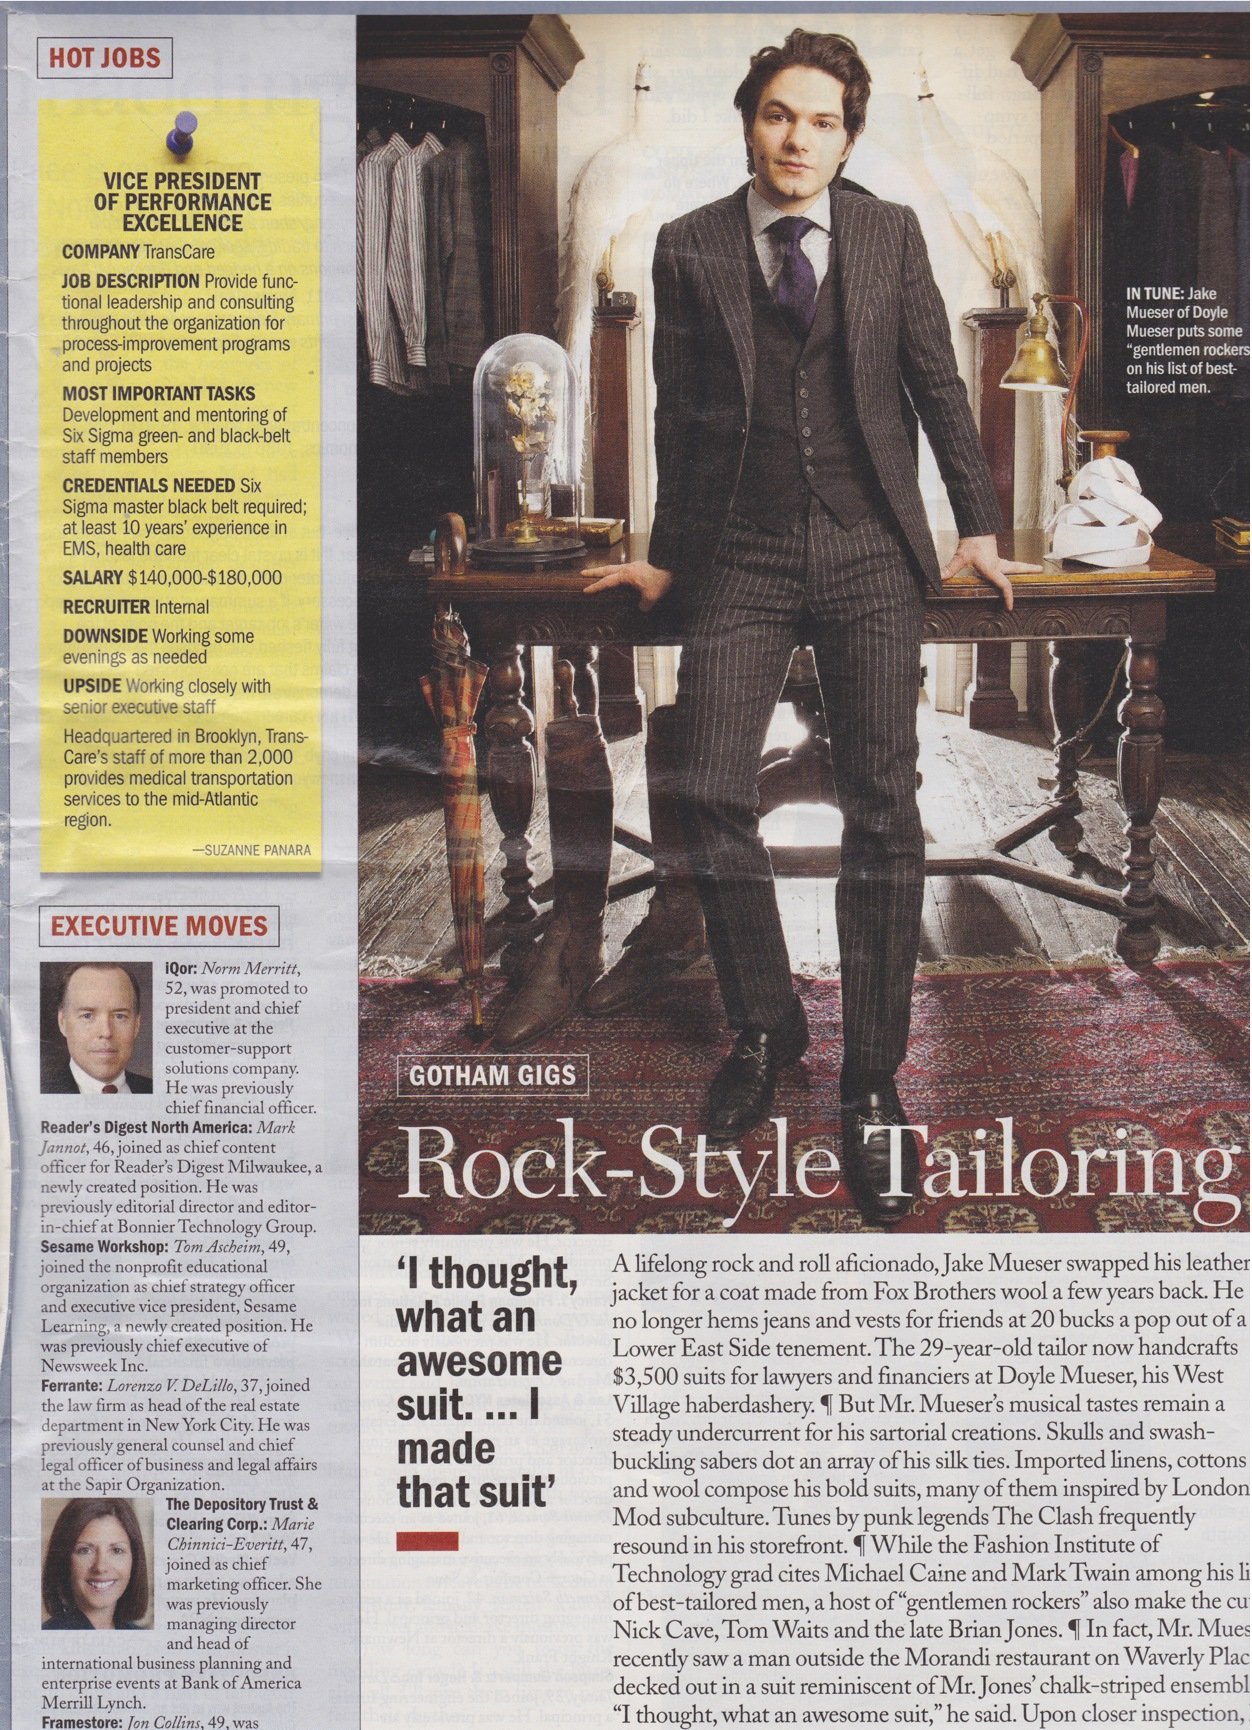 HOT JOBS
VICE PRESIDENT
OF PERFORMANCE
EXCELLENCE
COMPANY TransCare
JOB DESCRIPTION Provide func-
tional leadership and consulting
throughout the organization for
process-improvement programs
and projects
MOST IMPORTANT TASKS
Development and mentoring of
Six Sigma green- and black-belt
staff members
CREDENTIALS NEEDED Six
Sigma master black belt required;
at least 10 years' experience in
EMS, health care
SALARY $140,000-$180,000
RECRUITER Internal
DOWNSIDE Working some
evenings as needed
UPSIDE Working closely with
senior executive staff
Headquartered in Brooklyn, Trans-
Care's staff of more than 2,000
provides medical transportation
services to the mid-Atlantic
region.
—SUZANNE PANARA
EXECUTIVE MOVES
iQor: Norm Merritt,
52, was promoted to
president and chief
executive at the
customer-support
solutions company.
He was previously
chief financial officer.
Reader's Digest North America: Mark
Jannot, 46, joined as chief content
officer for Reader's Digest Milwaukee, a
newly created position. He was
previously editorial director and editor-
in-chief at Bonnier Technology Group.
Sesame Workshop: Tom Ascheim, 49,
joined the nonprofit educational
organization as chief strategy officer
and executive vice president, Sesame
Learning, a newly created position. He
was previously chief executive of
Newsweek Inc.
Ferrante: Lorenzo V. DeLillo, 37, joined
the law firm as head of the real estate
department in New York City. He was
previously general counsel and chief
legal officer of business and legal affairs
at the Sapir Organization.
The Depository Trust &
Clearing Corp.: Marie
Chinnici-Everitt, 47,
joined as chief
marketing officer. She
was previously
managing director
and head of
international business planning and
enterprise events at Bank of America
Merrill Lynch.
Framestore: Jon Collins, 49, was
IN TUNE: Jake
Mueser of Doyle
Mueser puts some
"gentlemen rockers
on his list of best-
tailored men.
GOTHAM GIGS
Rock-Style Tailoring
'I thought,
what an
awesome
suit. ... I
made
that suit'
A lifelong rock and roll aficionado, Jake Mueser swapped his leather
jacket for a coat made from Fox Brothers wool a few years back. He
no longer hems jeans and vests for friends at 20 bucks a pop out of a
Lower East Side tenement. The 29-year-old tailor now handcrafts
$3,500 suits for lawyers and financiers at Doyle Mueser, his West
Village haberdashery. ¶ But Mr. Mueser's musical tastes remain a
steady undercurrent for his sartorial creations. Skulls and swash-
buckling sabers dot an array of his silk ties. Imported linens, cottons
and wool compose his bold suits, many of them inspired by London
Mod subculture. Tunes by punk legends The Clash frequently
resound in his storefront. ¶ While the Fashion Institute of
Technology grad cites Michael Caine and Mark Twain among his li
of best-tailored men, a host of "gentlemen rockers" also make the cu
Nick Cave, Tom Waits and the late Brian Jones. ¶ In fact, Mr. Mues
recently saw a man outside the Morandi restaurant on Waverly Plac
decked out in a suit reminiscent of Mr. Jones' chalk-striped ensembl
"I thought, what an awesome suit," he said. Upon closer inspection,